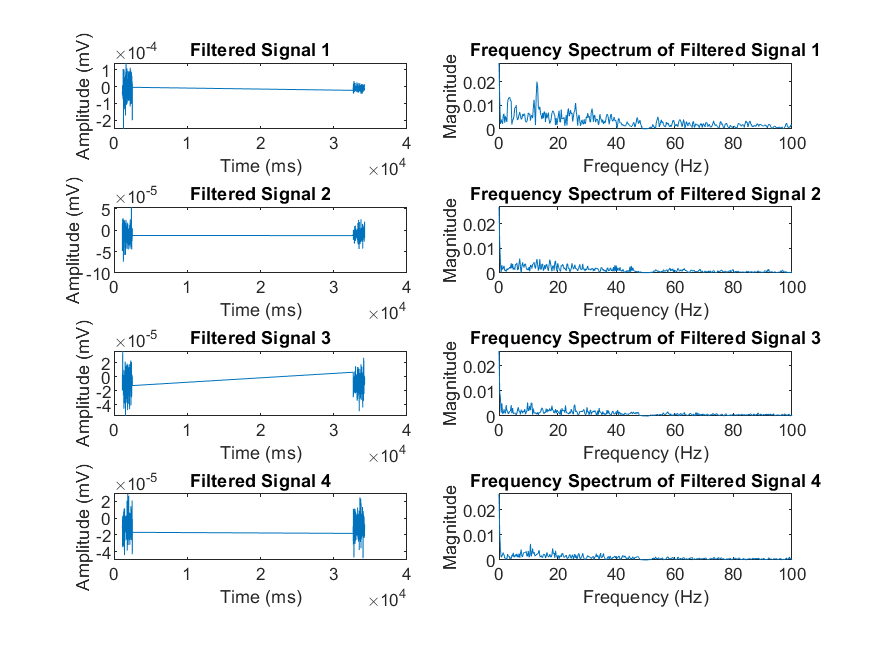 Filtered Signal 1
×10-4
Amplitude (mV)
1
0
-1
-2
0 1 2 3 4
Time (ms)
×104
Frequency Spectrum of Filtered Signal 1
Magnitude
0.02
0.01
0
0 20 40 60 80 100
Frequency (Hz)
Filtered Signal 2
×10-5
Amplitude (mV)
5
0
-5
-10
0 1 2 3 4
Time (ms)
×104
Frequency Spectrum of Filtered Signal 2
Magnitude
0.02
0.01
0
0 20 40 60 80 100
Frequency (Hz)
Filtered Signal 3
×10-5
Amplitude (mV)
2
0
-2
-4
0 1 2 3 4
Time (ms)
×104
Frequency Spectrum of Filtered Signal 3
Magnitude
0.02
0.01
0
0 20 40 60 80 100
Frequency (Hz)
Filtered Signal 4
×10-5
Amplitude (mV)
2
0
-2
-4
0 1 2 3 4
Time (ms)
×104
Frequency Spectrum of Filtered Signal 4
Magnitude
0.02
0.01
0
0 20 40 60 80 100
Frequency (Hz)